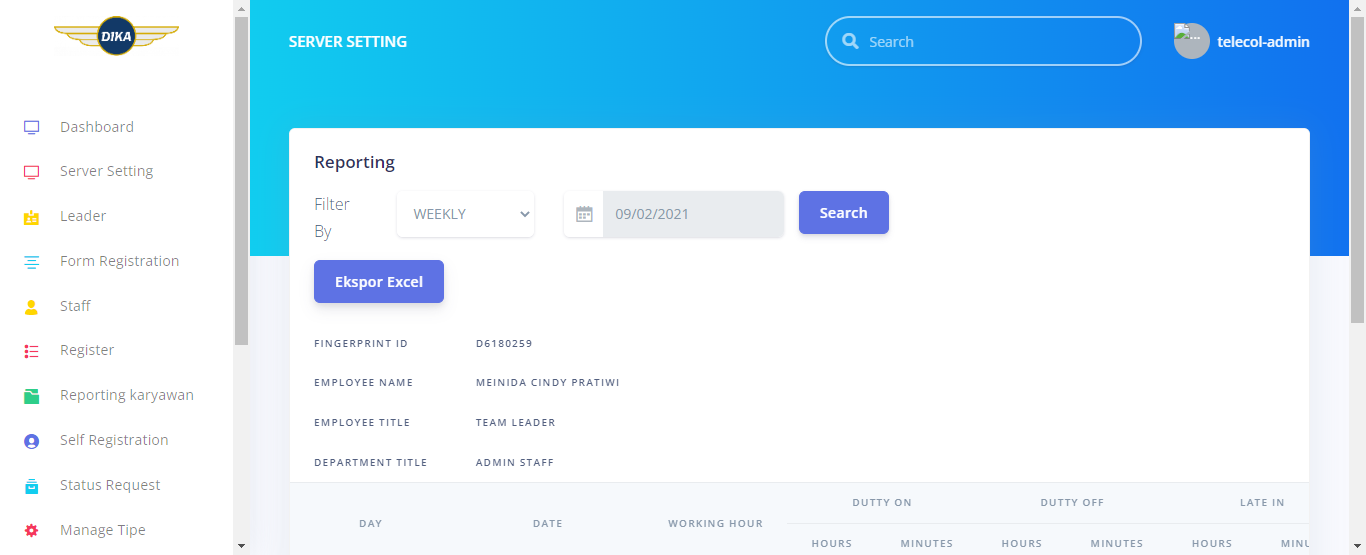 DIKA
SERVER SETTING
Search
...
telecol-admin
Dashboard
Server Setting
Leader
Form Registration
Staff
Register
Reporting karyawan
Self Registration
Status Request
Manage Tipe
Reporting
Filter
By
WEEKLY
09/02/2021
Search
Ekspor Excel
FINGERPRINT ID D6180259
EMPLOYEE NAME MEINIDA CINDY PRATIWI
EMPLOYEE TITLE TEAM LEADER
DEPARTMENT TITLE ADMIN STAFF
DUTTY ON DUTTY OFF LATE IN
DAY DATE WORKING HOUR
HOURS MINUTES HOURS MINUTES HOURS MINU